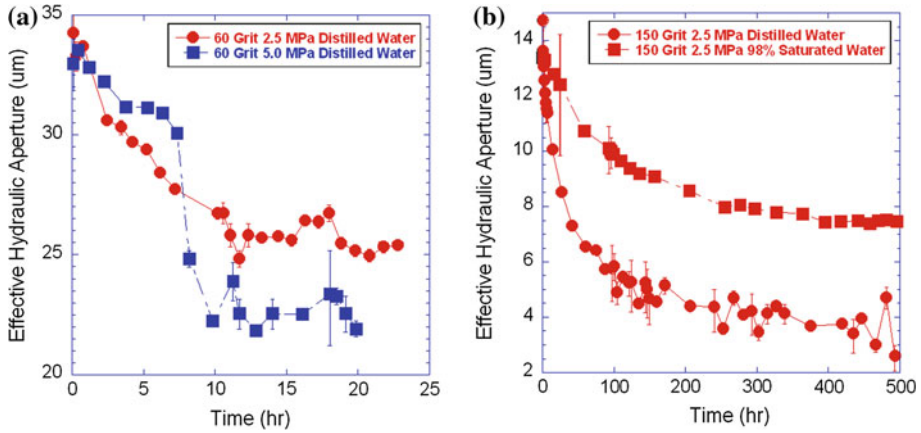 (a)
60 Grit 2.5 MPa Distilled Water
60 Grit 5.0 MPa Distilled Water
Effective Hydraulic Aperture (um)
35
30
25
20
0
5
10
15
20
25
Time (hr)
(b)
150 Grit 2.5 MPa Distilled Water
150 Grit 2.5 MPa 98% Saturated Water
Effective Hydraulic Aperture (um)
14
12
10
8
6
4
2
0
100
200
300
400
500
Time (hr)